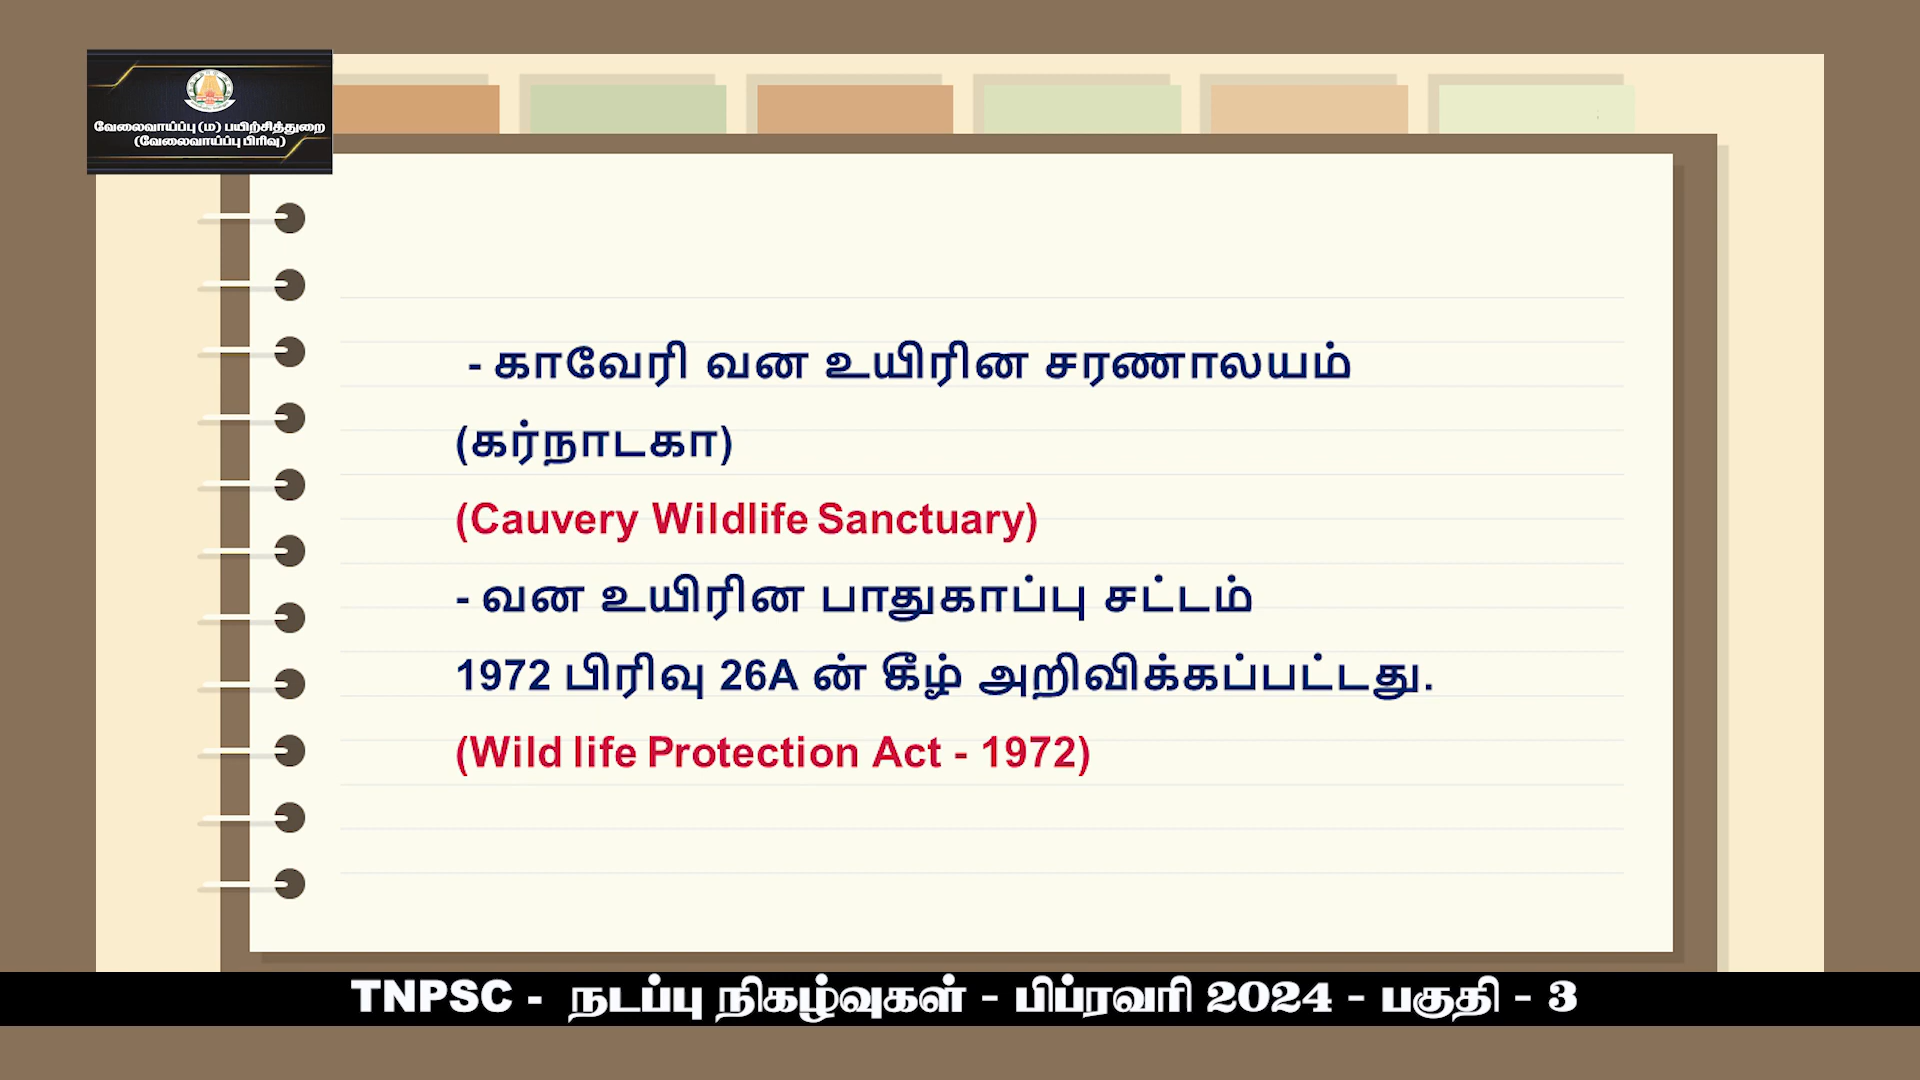 வேலைவாய்ப்பு (ம) பயிற்சித்துறை
(வேலைவாய்ப்பு பிரிவு)
- காவேரி வன உயிரின சரணாலயம்
(கர்நாடகா)
(Cauvery Wildlife Sanctuary)
- வன உயிரின பாதுகாப்பு சட்டம்
1972 பிரிவு 26A ன் கீழ் அறிவிக்கப்பட்டது.
(Wild life Protection Act - 1972)
TNPSC - நடப்பு நிகழ்வுகள் - பிப்ரவரி 2024 - பகுதி - 3